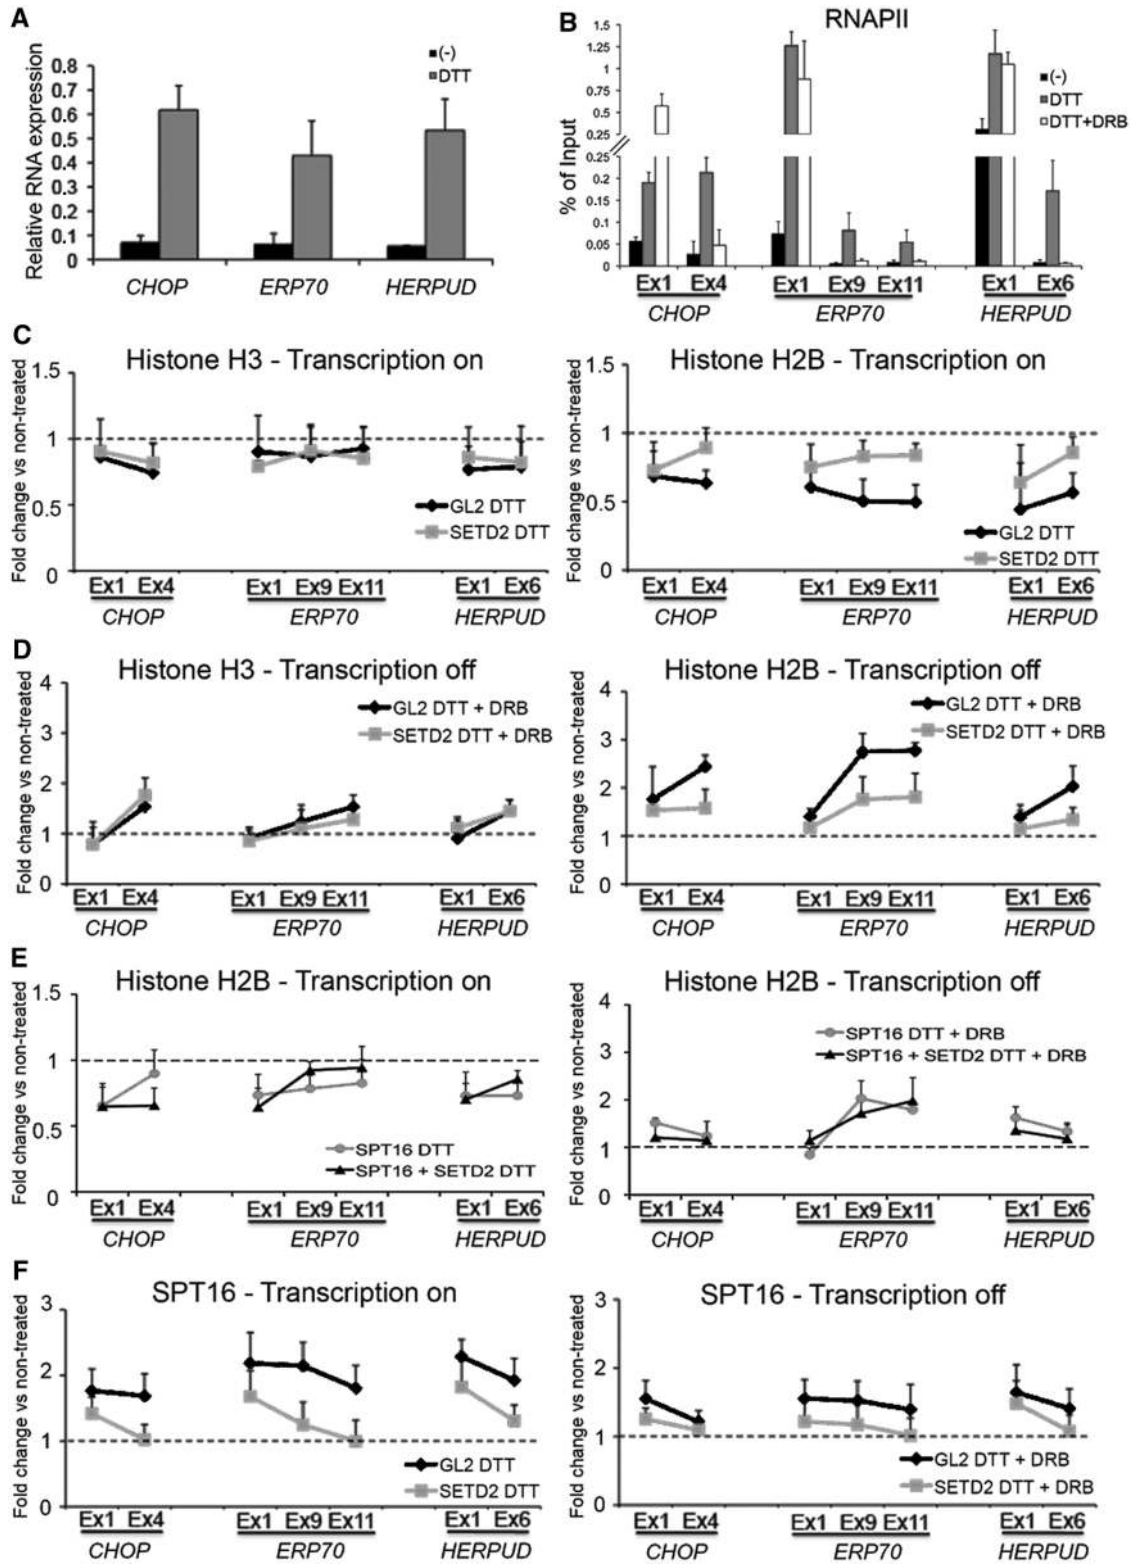 A
Relative RNA expression
0.8
0.7
0.6
0.5
0.4
0.3
0.2
0.1
0
(-)
DTT
CHOP ERP70 HERPUD
B
RNAPII
% of Input
1.5
1.25
1
0.75
0.5
0.25
0.25
0.2
0.15
0.1
0.05
0
(-)
DTT
DTT+DRB
Ex1 Ex4 Ex1 Ex9 Ex11 Ex1 Ex6
CHOP ERP70 HERPUD
C
Histone H3 - Transcription on
Fold change vs non-treated
1.5
1
0.5
0
GL2 DTT
SETD2 DTT
Ex1 Ex4 Ex1 Ex9 Ex11 Ex1 Ex6
CHOP ERP70 HERPUD
Histone H2B - Transcription on
Fold change vs non-treated
1.5
1
0.5
0
GL2 DTT
SETD2 DTT
Ex1 Ex4 Ex1 Ex9 Ex11 Ex1 Ex6
CHOP ERP70 HERPUD
D
Histone H3 - Transcription off
Fold change vs non-treated
4
3
2
1
0
GL2 DTT + DRB
SETD2 DTT + DRB
Ex1 Ex4 Ex1 Ex9 Ex11 Ex1 Ex6
CHOP ERP70 HERPUD
Histone H2B - Transcription off
Fold change vs non-treated
4
3
2
1
0
GL2 DTT + DRB
SETD2 DTT + DRB
Ex1 Ex4 Ex1 Ex9 Ex11 Ex1 Ex6
CHOP ERP70 HERPUD
E
Histone H2B - Transcription on
Fold change vs non-treated
1.5
1
0.5
0
SPT16 DTT
SPT16 + SETD2 DTT
Ex1 Ex4 Ex1 Ex9 Ex11 Ex1 Ex6
CHOP ERP70 HERPUD
Histone H2B - Transcription off
Fold change vs non-treated
4
3
2
1
0
SPT16 DTT + DRB
SPT16 + SETD2 DTT + DRB
Ex1 Ex4 Ex1 Ex9 Ex11 Ex1 Ex6
CHOP ERP70 HERPUD
F
SPT16 - Transcription on
Fold change vs non-treated
3
2
1
0
GL2 DTT
SETD2 DTT
Ex1 Ex4 Ex1 Ex9 Ex11 Ex1 Ex6
CHOP ERP70 HERPUD
SPT16 - Transcription off
Fold change vs non-treated
3
2
1
0
GL2 DTT + DRB
SETD2 DTT + DRB
Ex1 Ex4 Ex1 Ex9 Ex11 Ex1 Ex6
CHOP ERP70 HERPUD